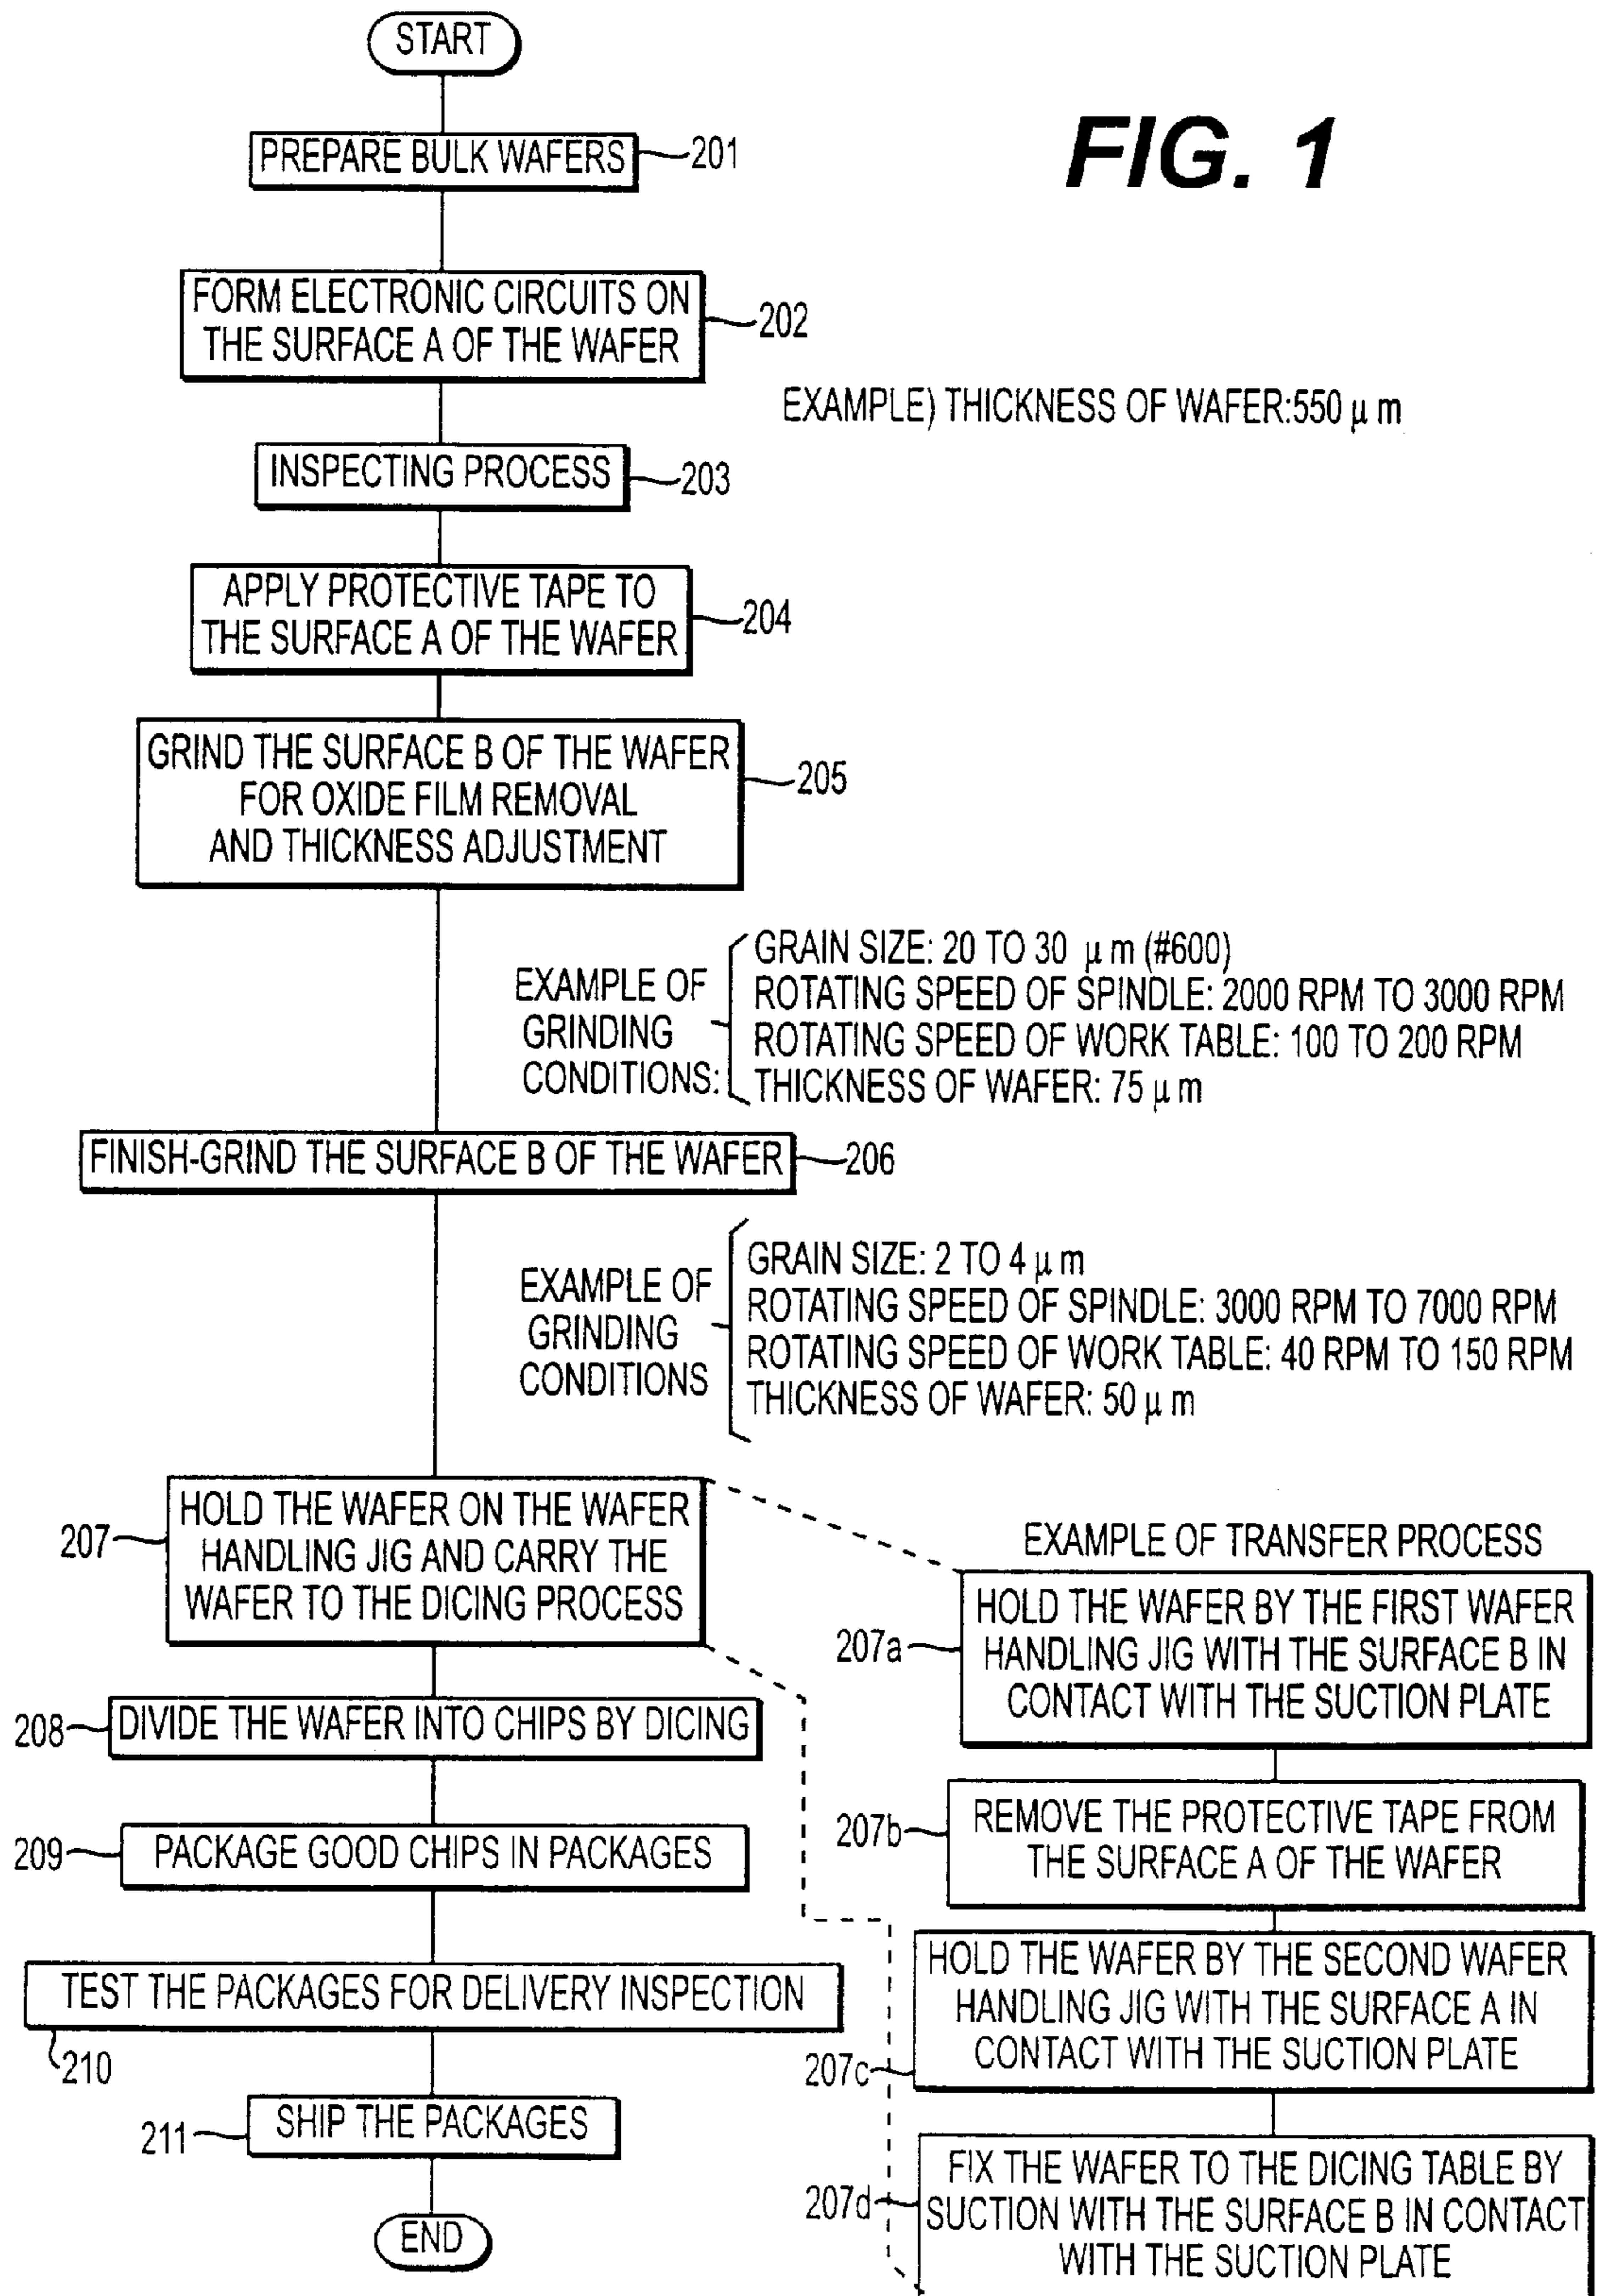 START
FIG. 1
PREPARE BULK WAFERS
201
FORM ELECTRONIC CIRCUITS ON
THE SURFACE A OF THE WAFER
202
EXAMPLE) THICKNESS OF WAFER:550 μ m
INSPECTING PROCESS
203
APPLY PROTECTIVE TAPE TO
THE SURFACE A OF THE WAFER
204
GRIND THE SURFACE B OF THE WAFER
FOR OXIDE FILM REMOVAL
AND THICKNESS ADJUSTMENT
205
EXAMPLE OF
GRINDING
CONDITIONS:
GRAIN SIZE: 20 TO 30 μ m (#600)
ROTATING SPEED OF SPINDLE: 2000 RPM TO 3000 RPM
ROTATING SPEED OF WORK TABLE: 100 TO 200 RPM
THICKNESS OF WAFER: 75 μ m
FINISH-GRIND THE SURFACE B OF THE WAFER
206
EXAMPLE OF
GRINDING
CONDITIONS
GRAIN SIZE: 2 TO 4 μ m
ROTATING SPEED OF SPINDLE: 3000 RPM TO 7000 RPM
ROTATING SPEED OF WORK TABLE: 40 RPM TO 150 RPM
THICKNESS OF WAFER: 50 μ m
207
HOLD THE WAFER ON THE WAFER
HANDLING JIG AND CARRY THE
WAFER TO THE DICING PROCESS
208
DIVIDE THE WAFER INTO CHIPS BY DICING
209
PACKAGE GOOD CHIPS IN PACKAGES
TEST THE PACKAGES FOR DELIVERY INSPECTION
210
211
SHIP THE PACKAGES
END
EXAMPLE OF TRANSFER PROCESS
207a
HOLD THE WAFER BY THE FIRST WAFER
HANDLING JIG WITH THE SURFACE B IN
CONTACT WITH THE SUCTION PLATE
207b
REMOVE THE PROTECTIVE TAPE FROM
THE SURFACE A OF THE WAFER
HOLD THE WAFER BY THE SECOND WAFER
HANDLING JIG WITH THE SURFACE A IN
CONTACT WITH THE SUCTION PLATE
207c
207d
FIX THE WAFER TO THE DICING TABLE BY
SUCTION WITH THE SURFACE B IN CONTACT
WITH THE SUCTION PLATE